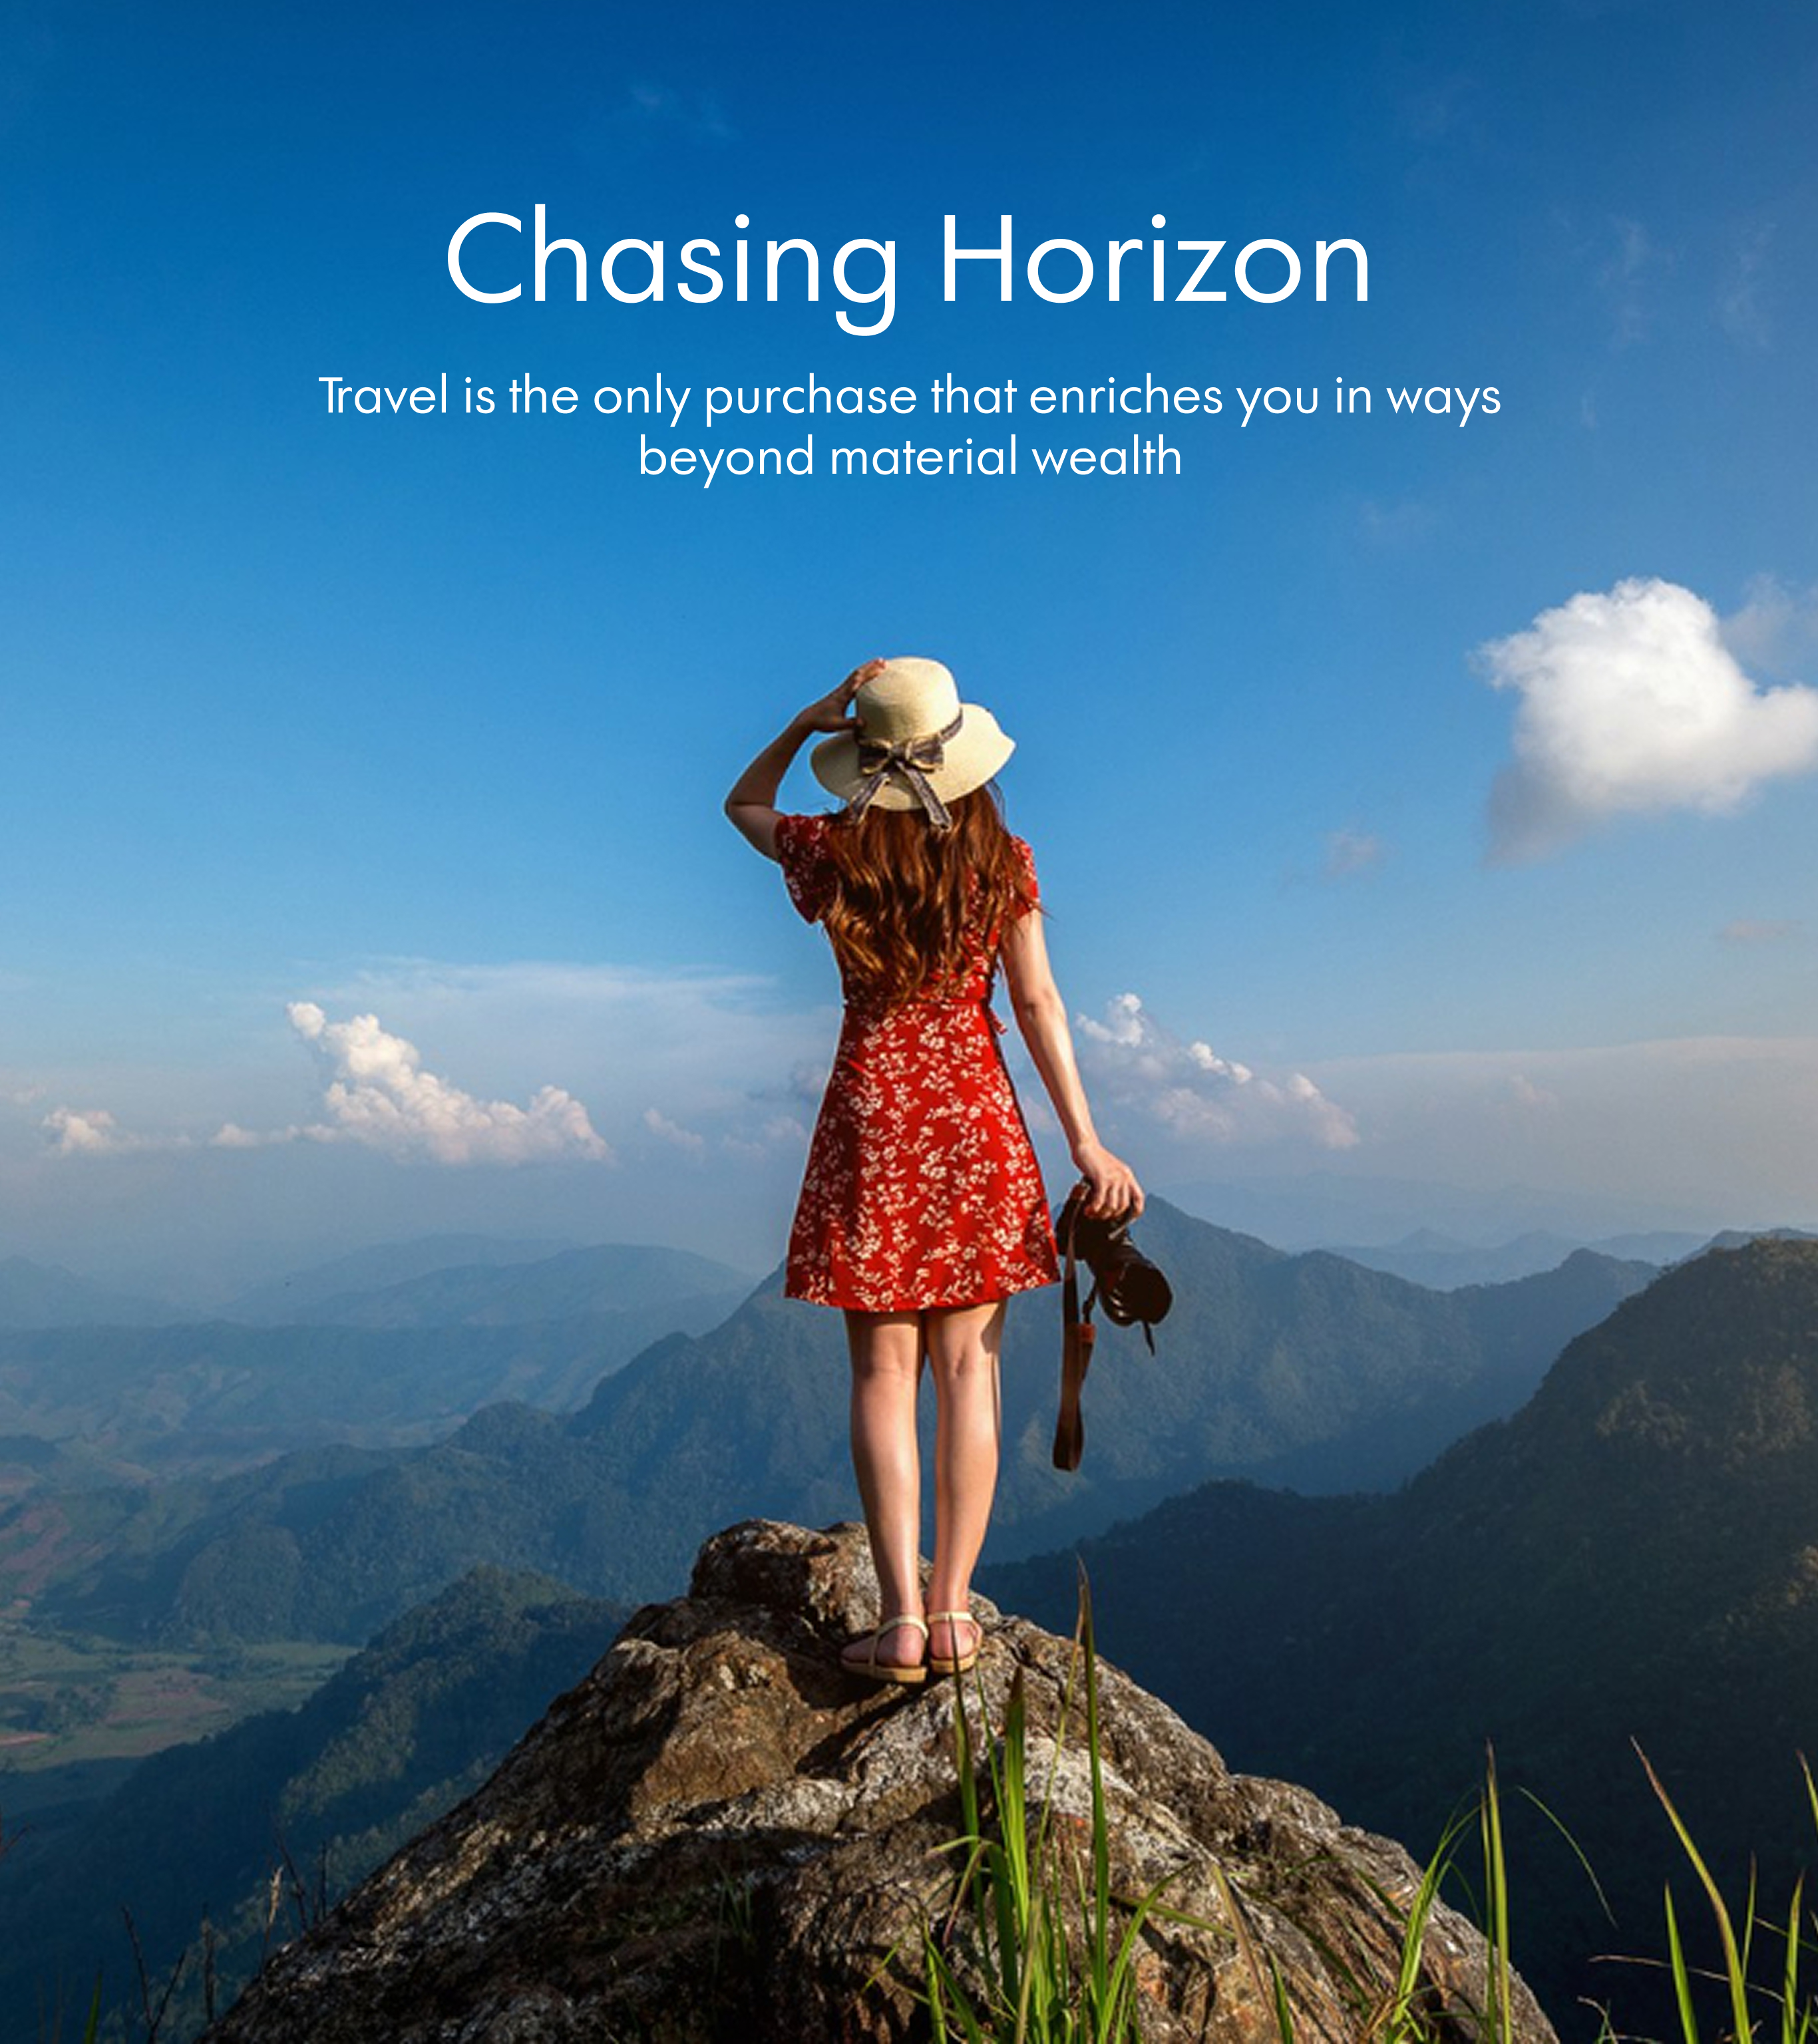 Chasing Horizon
Travel is the only purchase that enriches you in ways
beyond material wealth